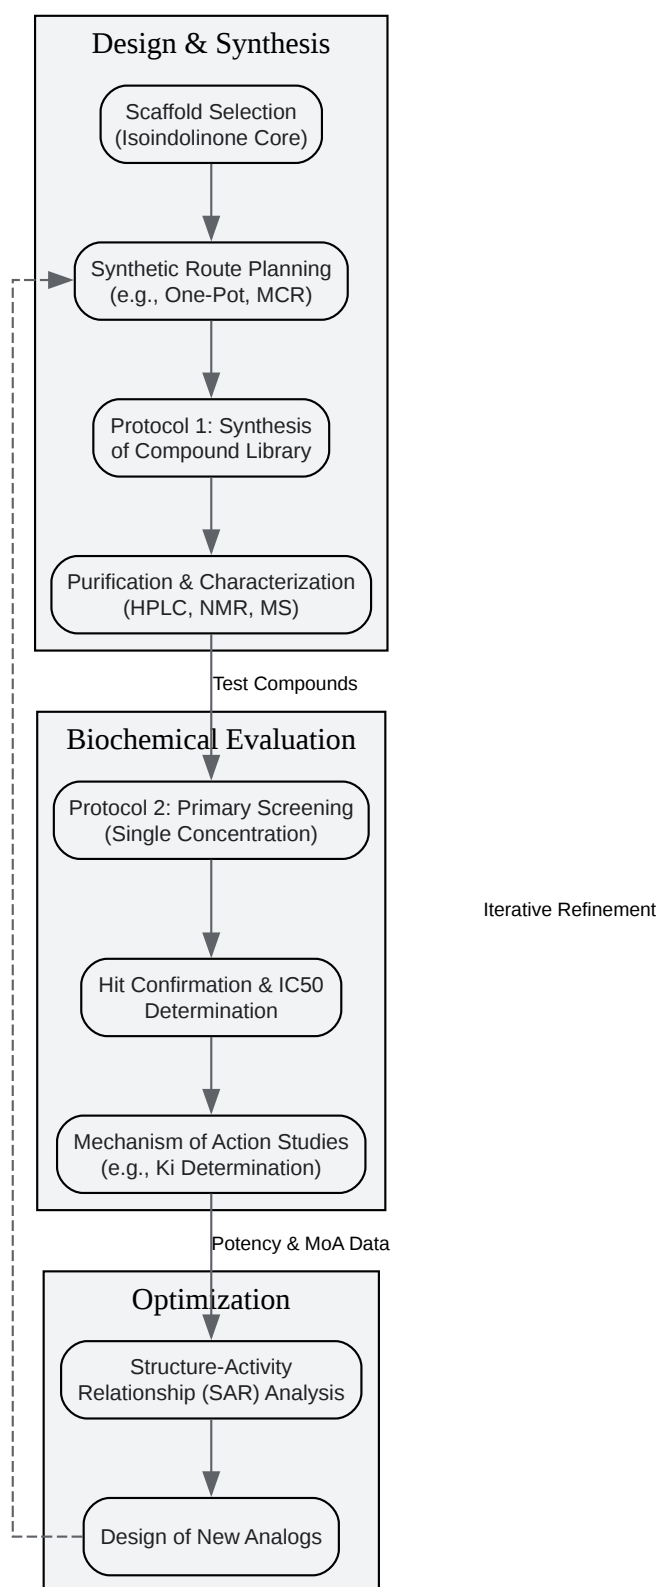 Design & Synthesis
Scaffold Selection
(Isoindolinone Core)
Synthetic Route Planning
(e.g., One-Pot, MCR)
Protocol 1: Synthesis
of Compound Library
Purification & Characterization
(HPLC, NMR, MS)
Test Compounds
Biochemical Evaluation
Protocol 2: Primary Screening
(Single Concentration)
Iterative Refinement
Hit Confirmation & IC50
Determination
Mechanism of Action Studies
(e.g., Ki Determination)
Potency & MoA Data
Optimization
Structure-Activity
Relationship (SAR) Analysis
Design of New Analogs